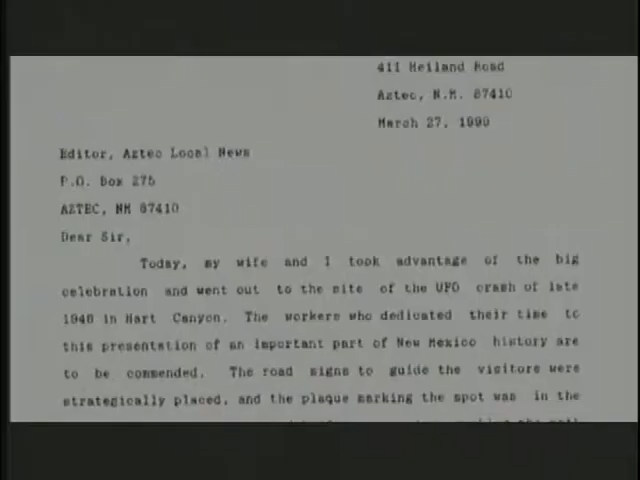 411 Heiland Road
Aztec, N.M. 87410
March 27, 1999
Editor, Aztec Local News
P.O. Box 275
AZTEC, NM 87410
Dear Sir,
Today, my wife and I took advantage of the big
celebration and went out to the site of the UFO crash of late
1948 in Hart Canyon. The workers who dedicated their time to
this presentation of an important part of New Mexico history are
to be commended. The road signs to guide the visitors were
strategically placed, and the plaque marking the spot was in the